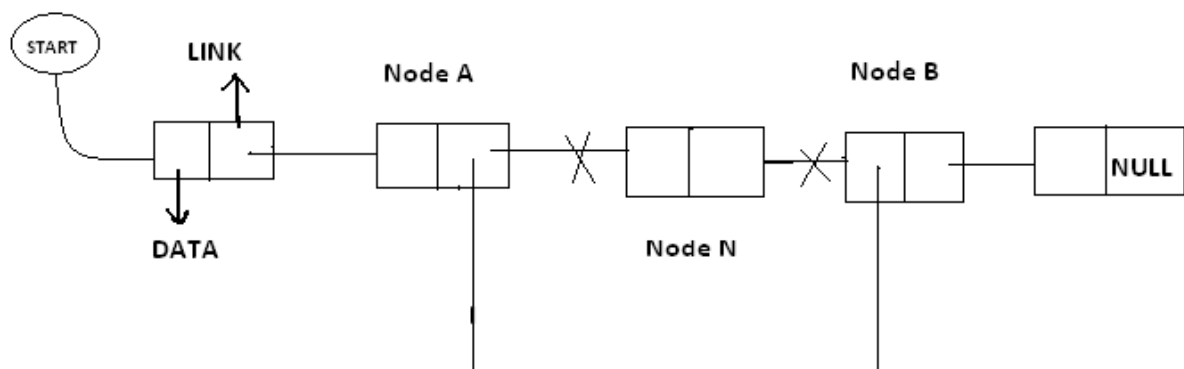 START
LINK
Node A
Node B
NULL
DATA
Node N